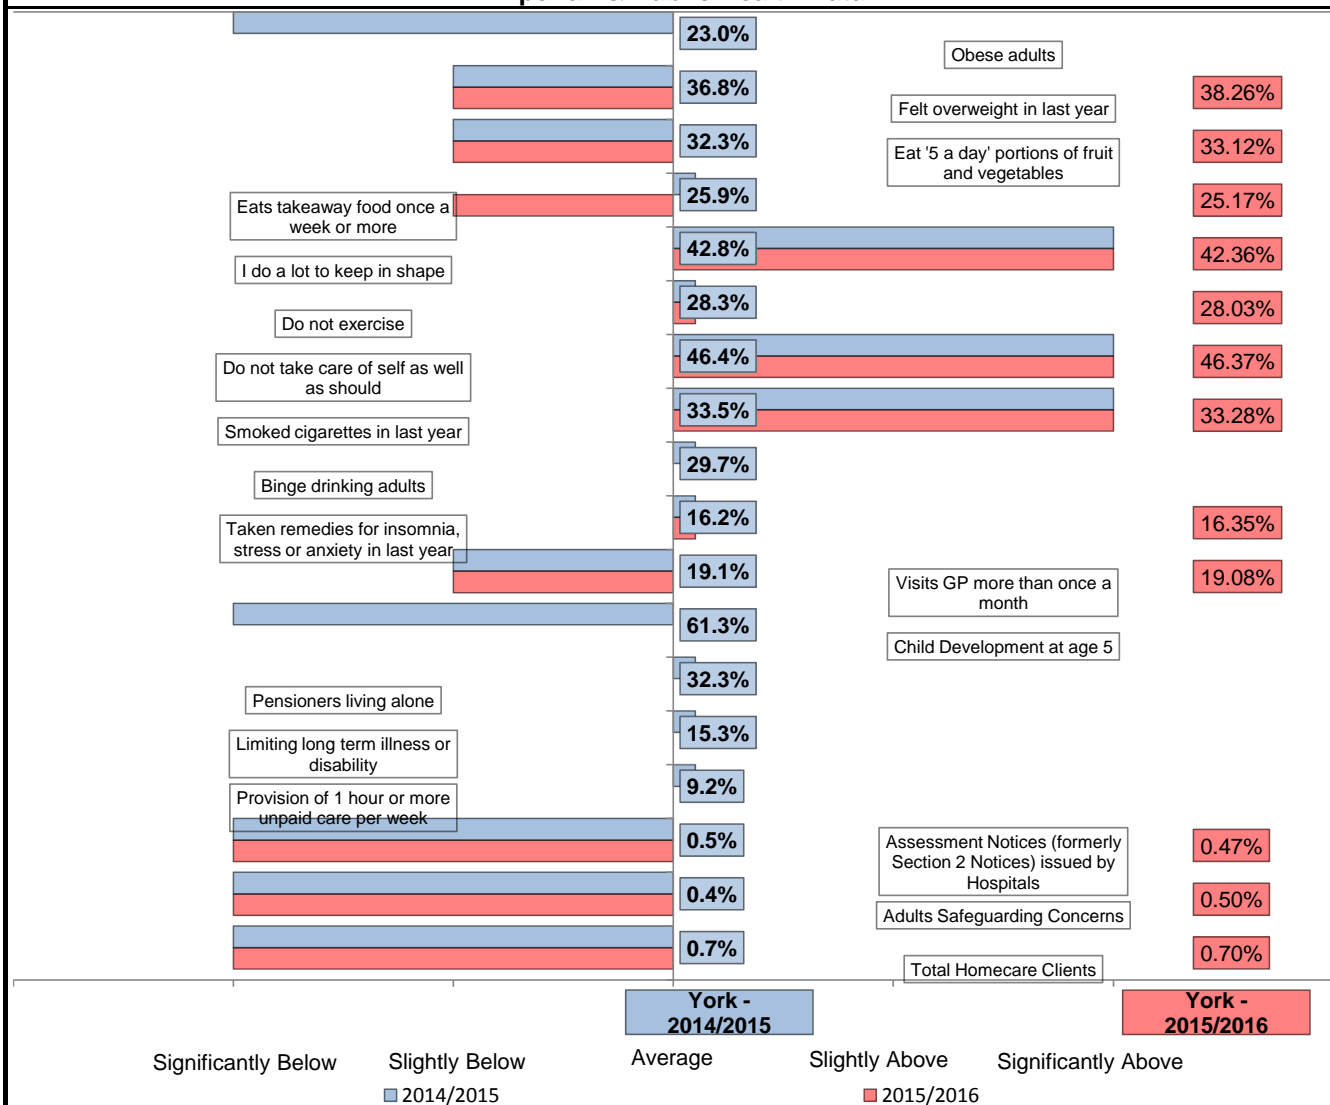 23.0%
Obese adults
36.8%
38.26%
Felt overweight in last year
32.3%
33.12%
Eat '5 a day' portions of fruit
and vegetables
25.9%
25.17%
Eats takeaway food once a
week or more
42.8%
42.36%
I do a lot to keep in shape
28.3%
28.03%
Do not exercise
46.4%
46.37%
Do not take care of self as well
as should
33.5%
33.28%
Smoked cigarettes in last year
29.7%
Binge drinking adults
16.2%
16.35%
Taken remedies for insomnia,
stress or anxiety in last year
19.1%
19.08%
Visits GP more than once a
month
61.3%
Child Development at age 5
32.3%
Pensioners living alone
15.3%
Limiting long term illness or
disability
9.2%
Provision of 1 hour or more
unpaid care per week
0.5%
0.47%
Assessment Notices (formerly
Section 2 Notices) issued by
Hospitals
0.4%
0.50%
Adults Safeguarding Concerns
0.7%
0.70%
Total Homecare Clients
York -
2014/2015
York -
2015/2016
Significantly Below
Slightly Below
Average
Slightly Above
Significantly Above
2014/2015
2015/2016